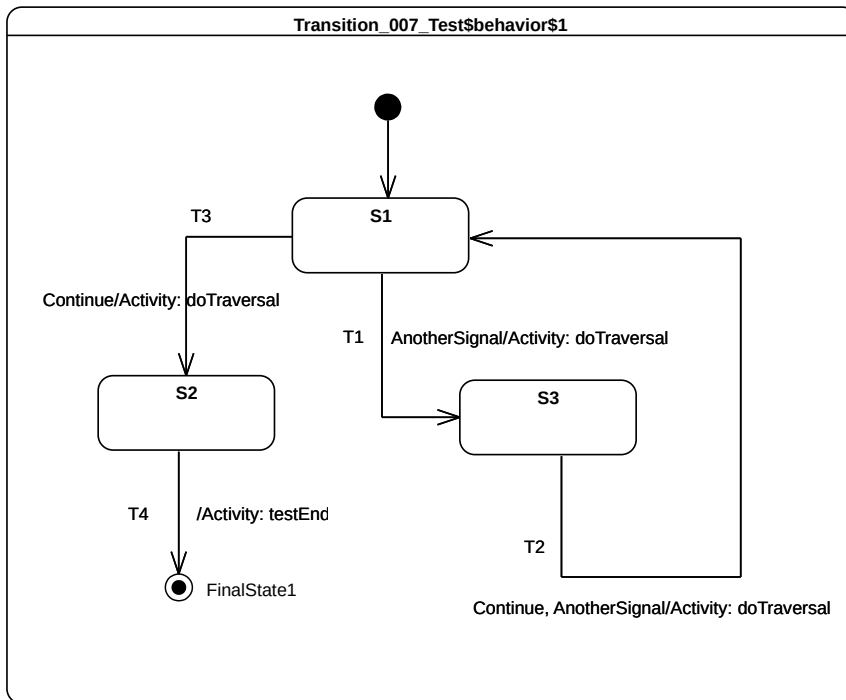 Transition_007_Test$behavior$1
T3
S1
Continue/Activity: doTraversal
T1
AnotherSignal/Activity: doTraversal
S2
S3
T4
/Activity: testEnd
T2
FinalState1
Continue, AnotherSignal/Activity: doTraversal